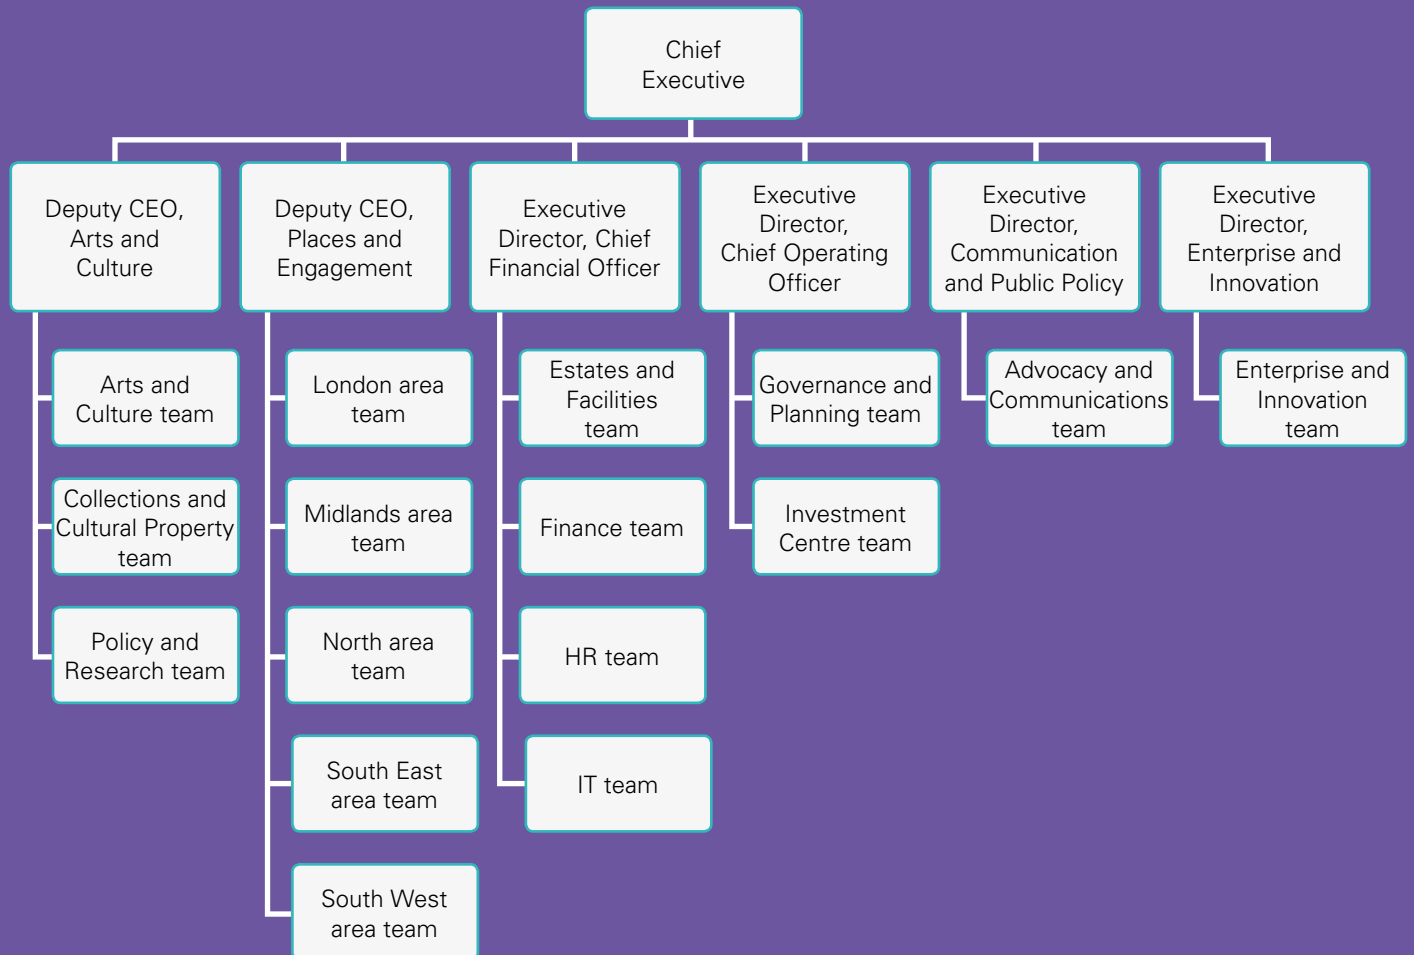 Chief
Executive
Deputy CEO,
Arts and
Culture
Deputy CEO,
Places and
Engagement
Executive
Director, Chief
Financial Officer
Executive
Director,
Chief Operating
Officer
Executive
Director,
Communication
and Public Policy
Executive
Director,
Enterprise and
Innovation
Arts and
Culture team
Collections and
Cultural Property
team
Policy and
Research team
London area
team
Midlands area
team
North area
team
South East
area team
South West
area team
Estates and
Facilities
team
Finance team
HR team
IT team
Governance and
Planning team
Investment
Centre team
Advocacy and
Communications
team
Enterprise and
Innovation
team